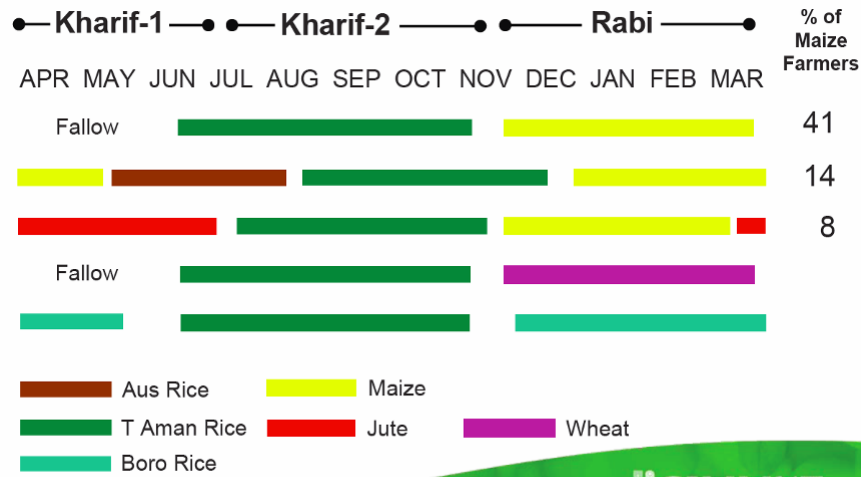 Kharif-1 Kharif-2 Rabi % of Maize Farmers
APR MAY JUN JUL AUG SEP OCT NOV DEC JAN FEB MAR
Fallow 41
14
8
Fallow
Aus Rice Maize
T Aman Rice Jute Wheat
Boro Rice